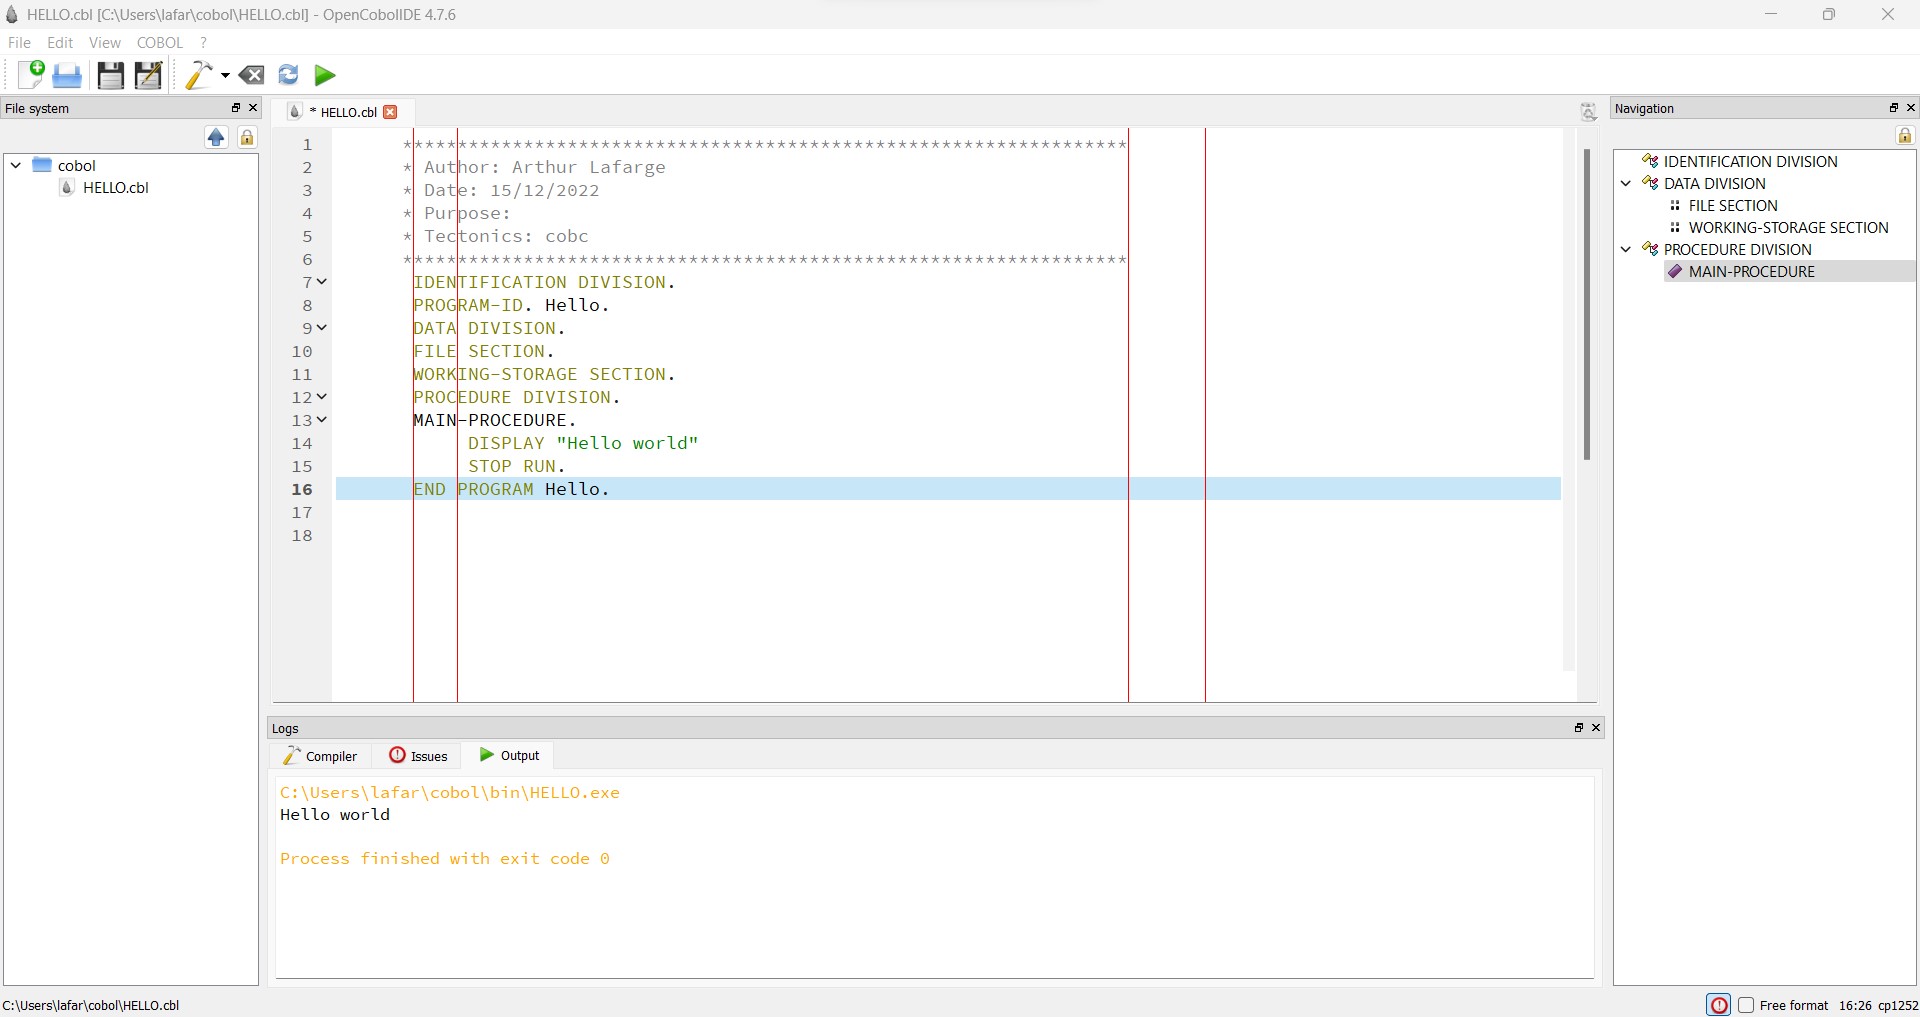 HELLO.cbl [C:\Users\lafar\cobol\HELLO.cbl] - OpenCobolIDE 4.7.6
File Edit View COBOL ?
File system
cobol
HELLO.cbl
* HELLO.cbl
1 ******************************************************************
2 * Author: Arthur Lafarge
3 * Date: 15/12/2022
4 * Purpose:
5 * Tectonics: cobc
6 ******************************************************************
7 IDENTIFICATION DIVISION.
8 PROGRAM-ID. Hello.
9 DATA DIVISION.
10 FILE SECTION.
11 WORKING-STORAGE SECTION.
12 PROCEDURE DIVISION.
13 MAIN-PROCEDURE.
14 DISPLAY "Hello world"
15 STOP RUN.
16 END PROGRAM Hello.
17
18
Logs
Compiler Issues Output
C:\Users\lafar\cobol\bin\HELLO.exe
Hello world
Process finished with exit code 0
Navigation
IDENTIFICATION DIVISION
DATA DIVISION
FILE SECTION
WORKING-STORAGE SECTION
PROCEDURE DIVISION
MAIN-PROCEDURE
C:\Users\lafar\cobol\HELLO.cbl
Free format 16:26 cp1252